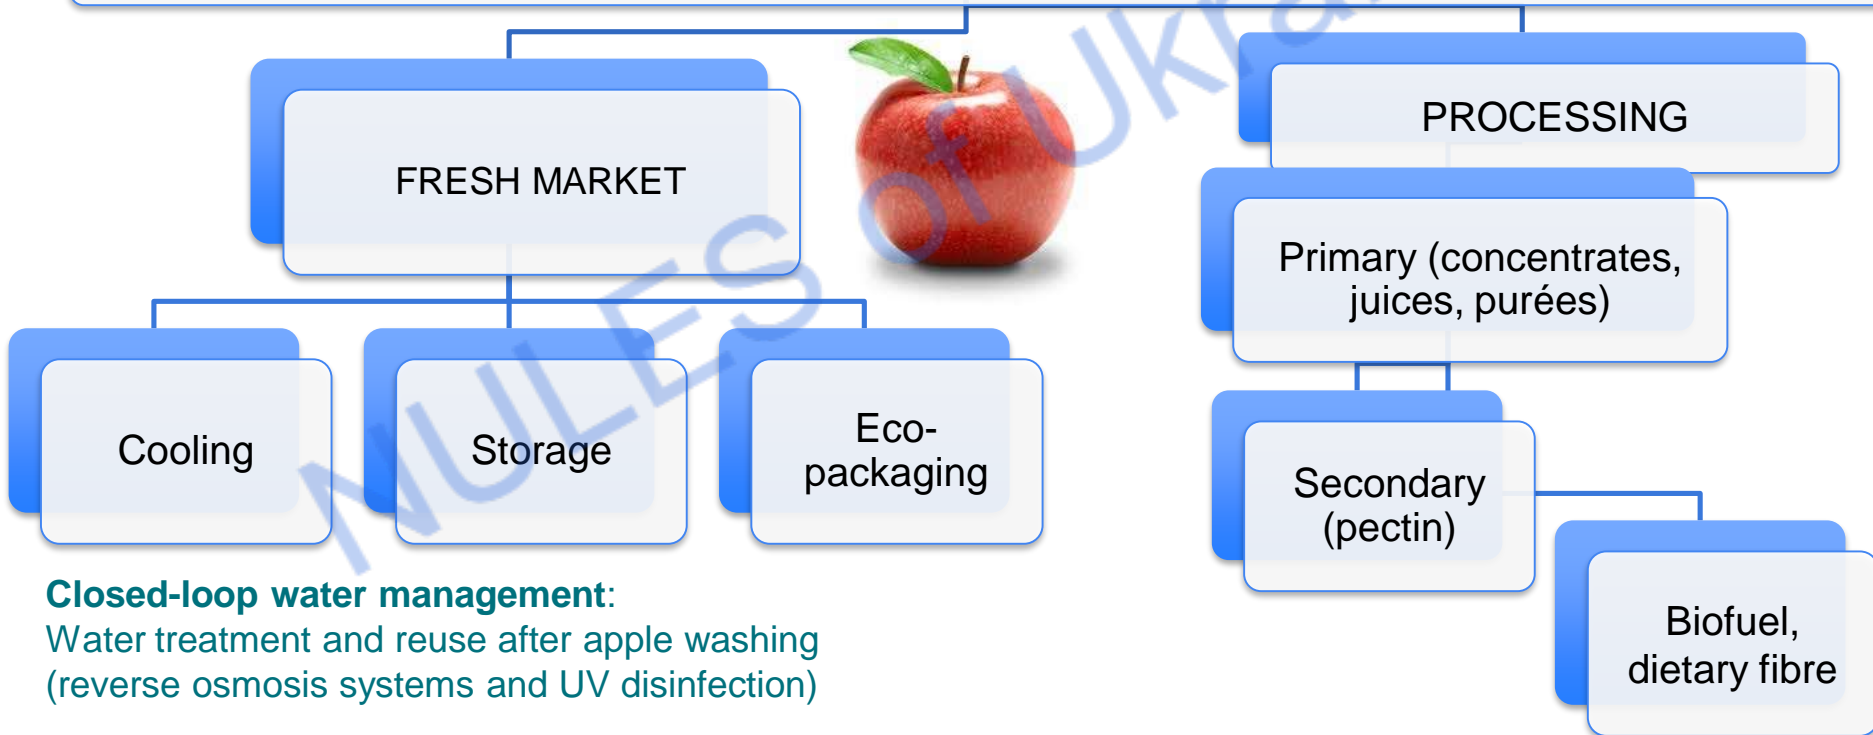 FRESH MARKET
PROCESSING
Primary (concentrates,
juices, purées)
Cooling
Storage
Eco-
packaging
Secondary
(pectin)
Biofuel,
dietary fibre
Closed-loop water management:
Water treatment and reuse after apple washing
(reverse osmosis systems and UV disinfection)
NULES of Ukra